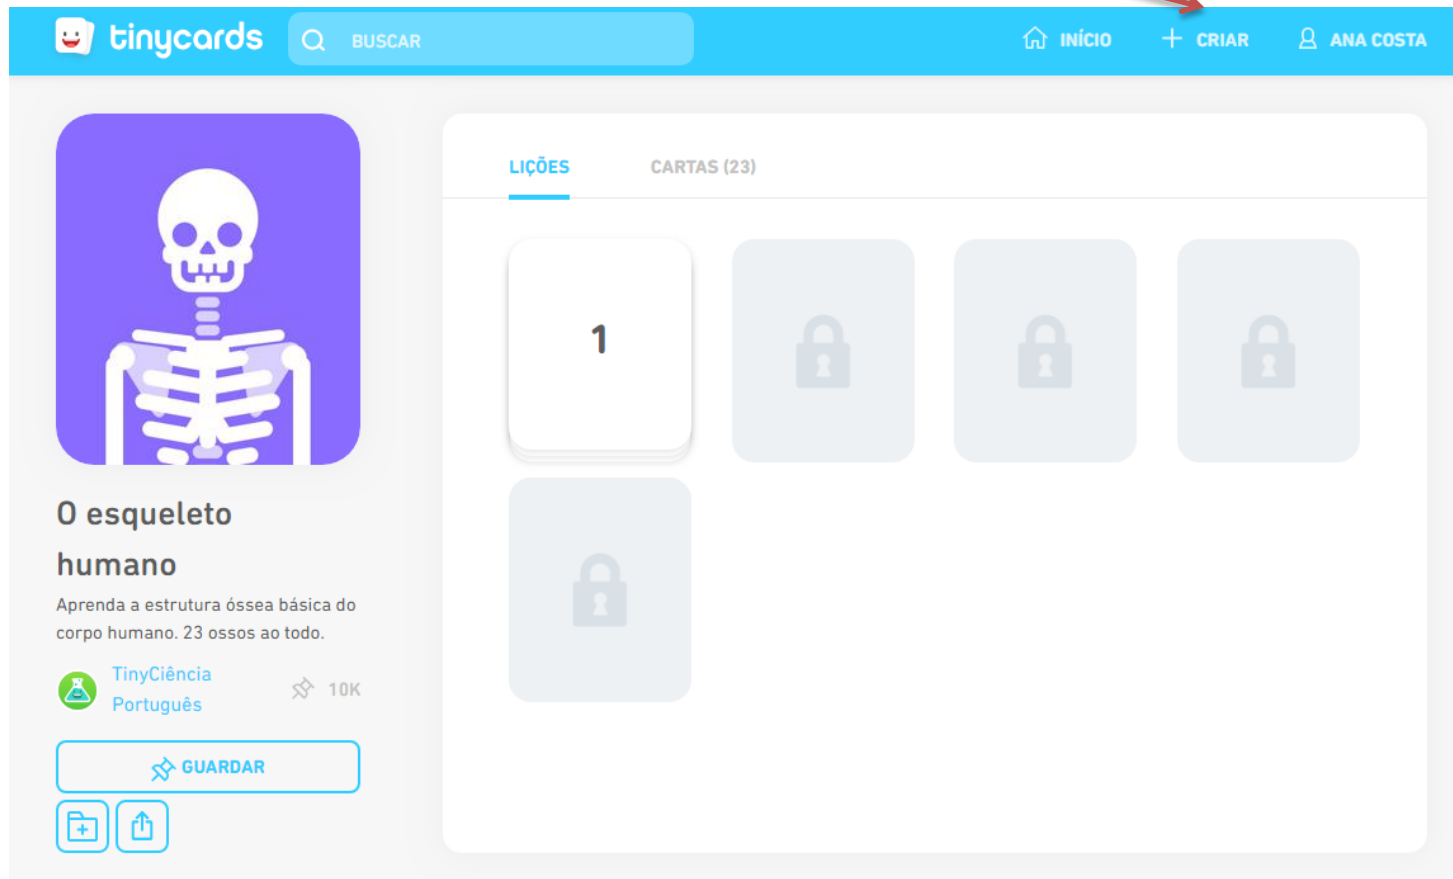 tinycards
BUSCAR
INÍCIO
CRIAR
ANA COSTA
LIÇÕES
CARTAS (23)
1
O esqueleto
humano
Aprenda a estrutura óssea básica do
corpo humano. 23 ossos ao todo.
TinyCiência
Português
10K
GUARDAR